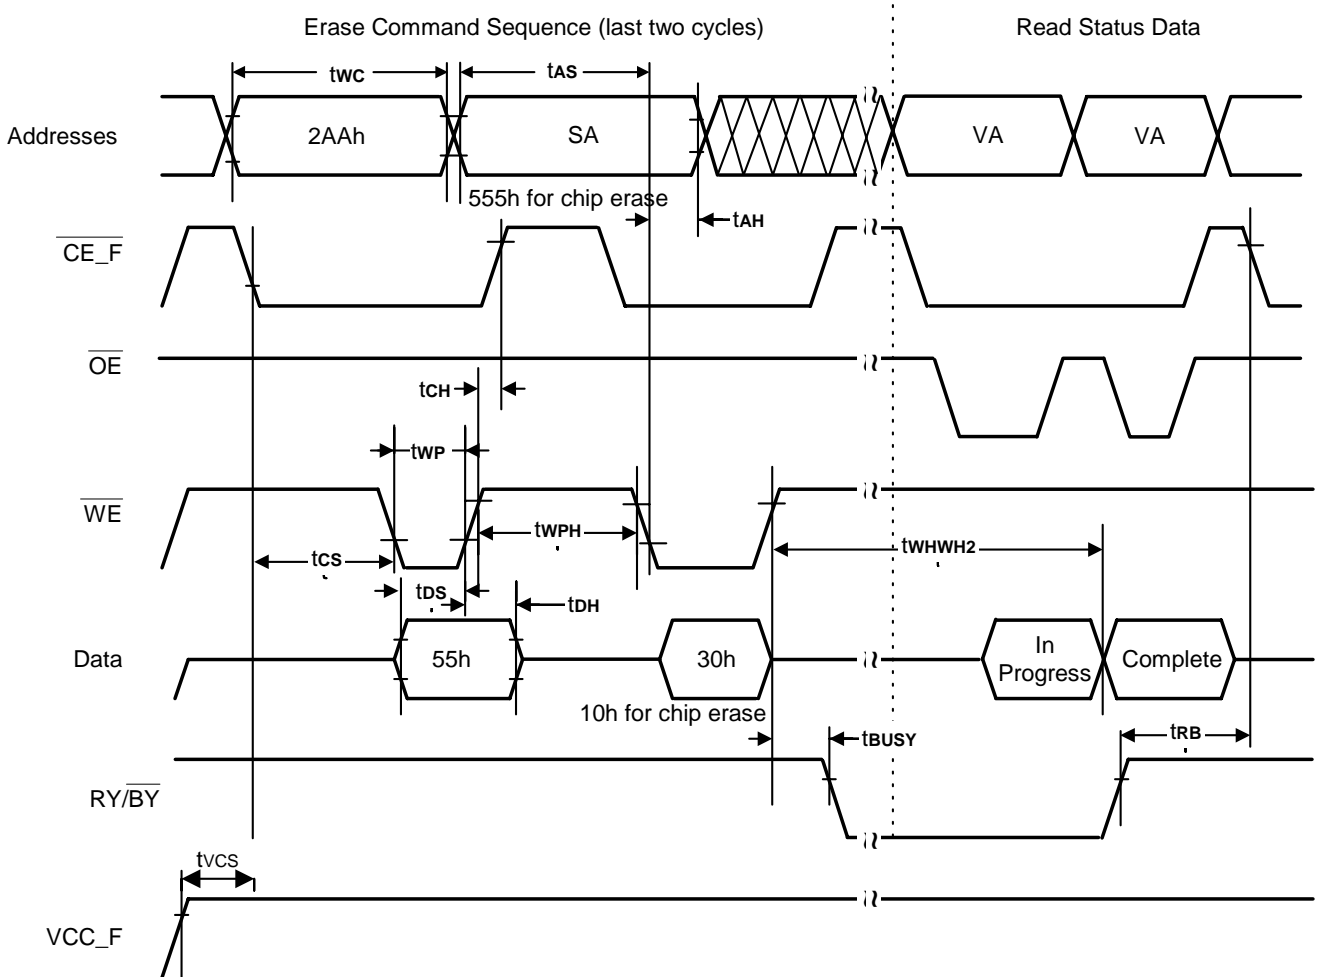 Erase Command Sequence (last two cycles)
Read Status Data
tWC
tAS
Addresses
2AAh
SA
VA
VA
555h for chip erase
tAH
CE_F
OE
tCH
tWP
WE
tWPH
tWHWH2
tCS
tDS
tDH
Data
55h
30h
In Progress
Complete
10h for chip erase
tBUSY
tRB
RY/BY
tVCS
VCC_F